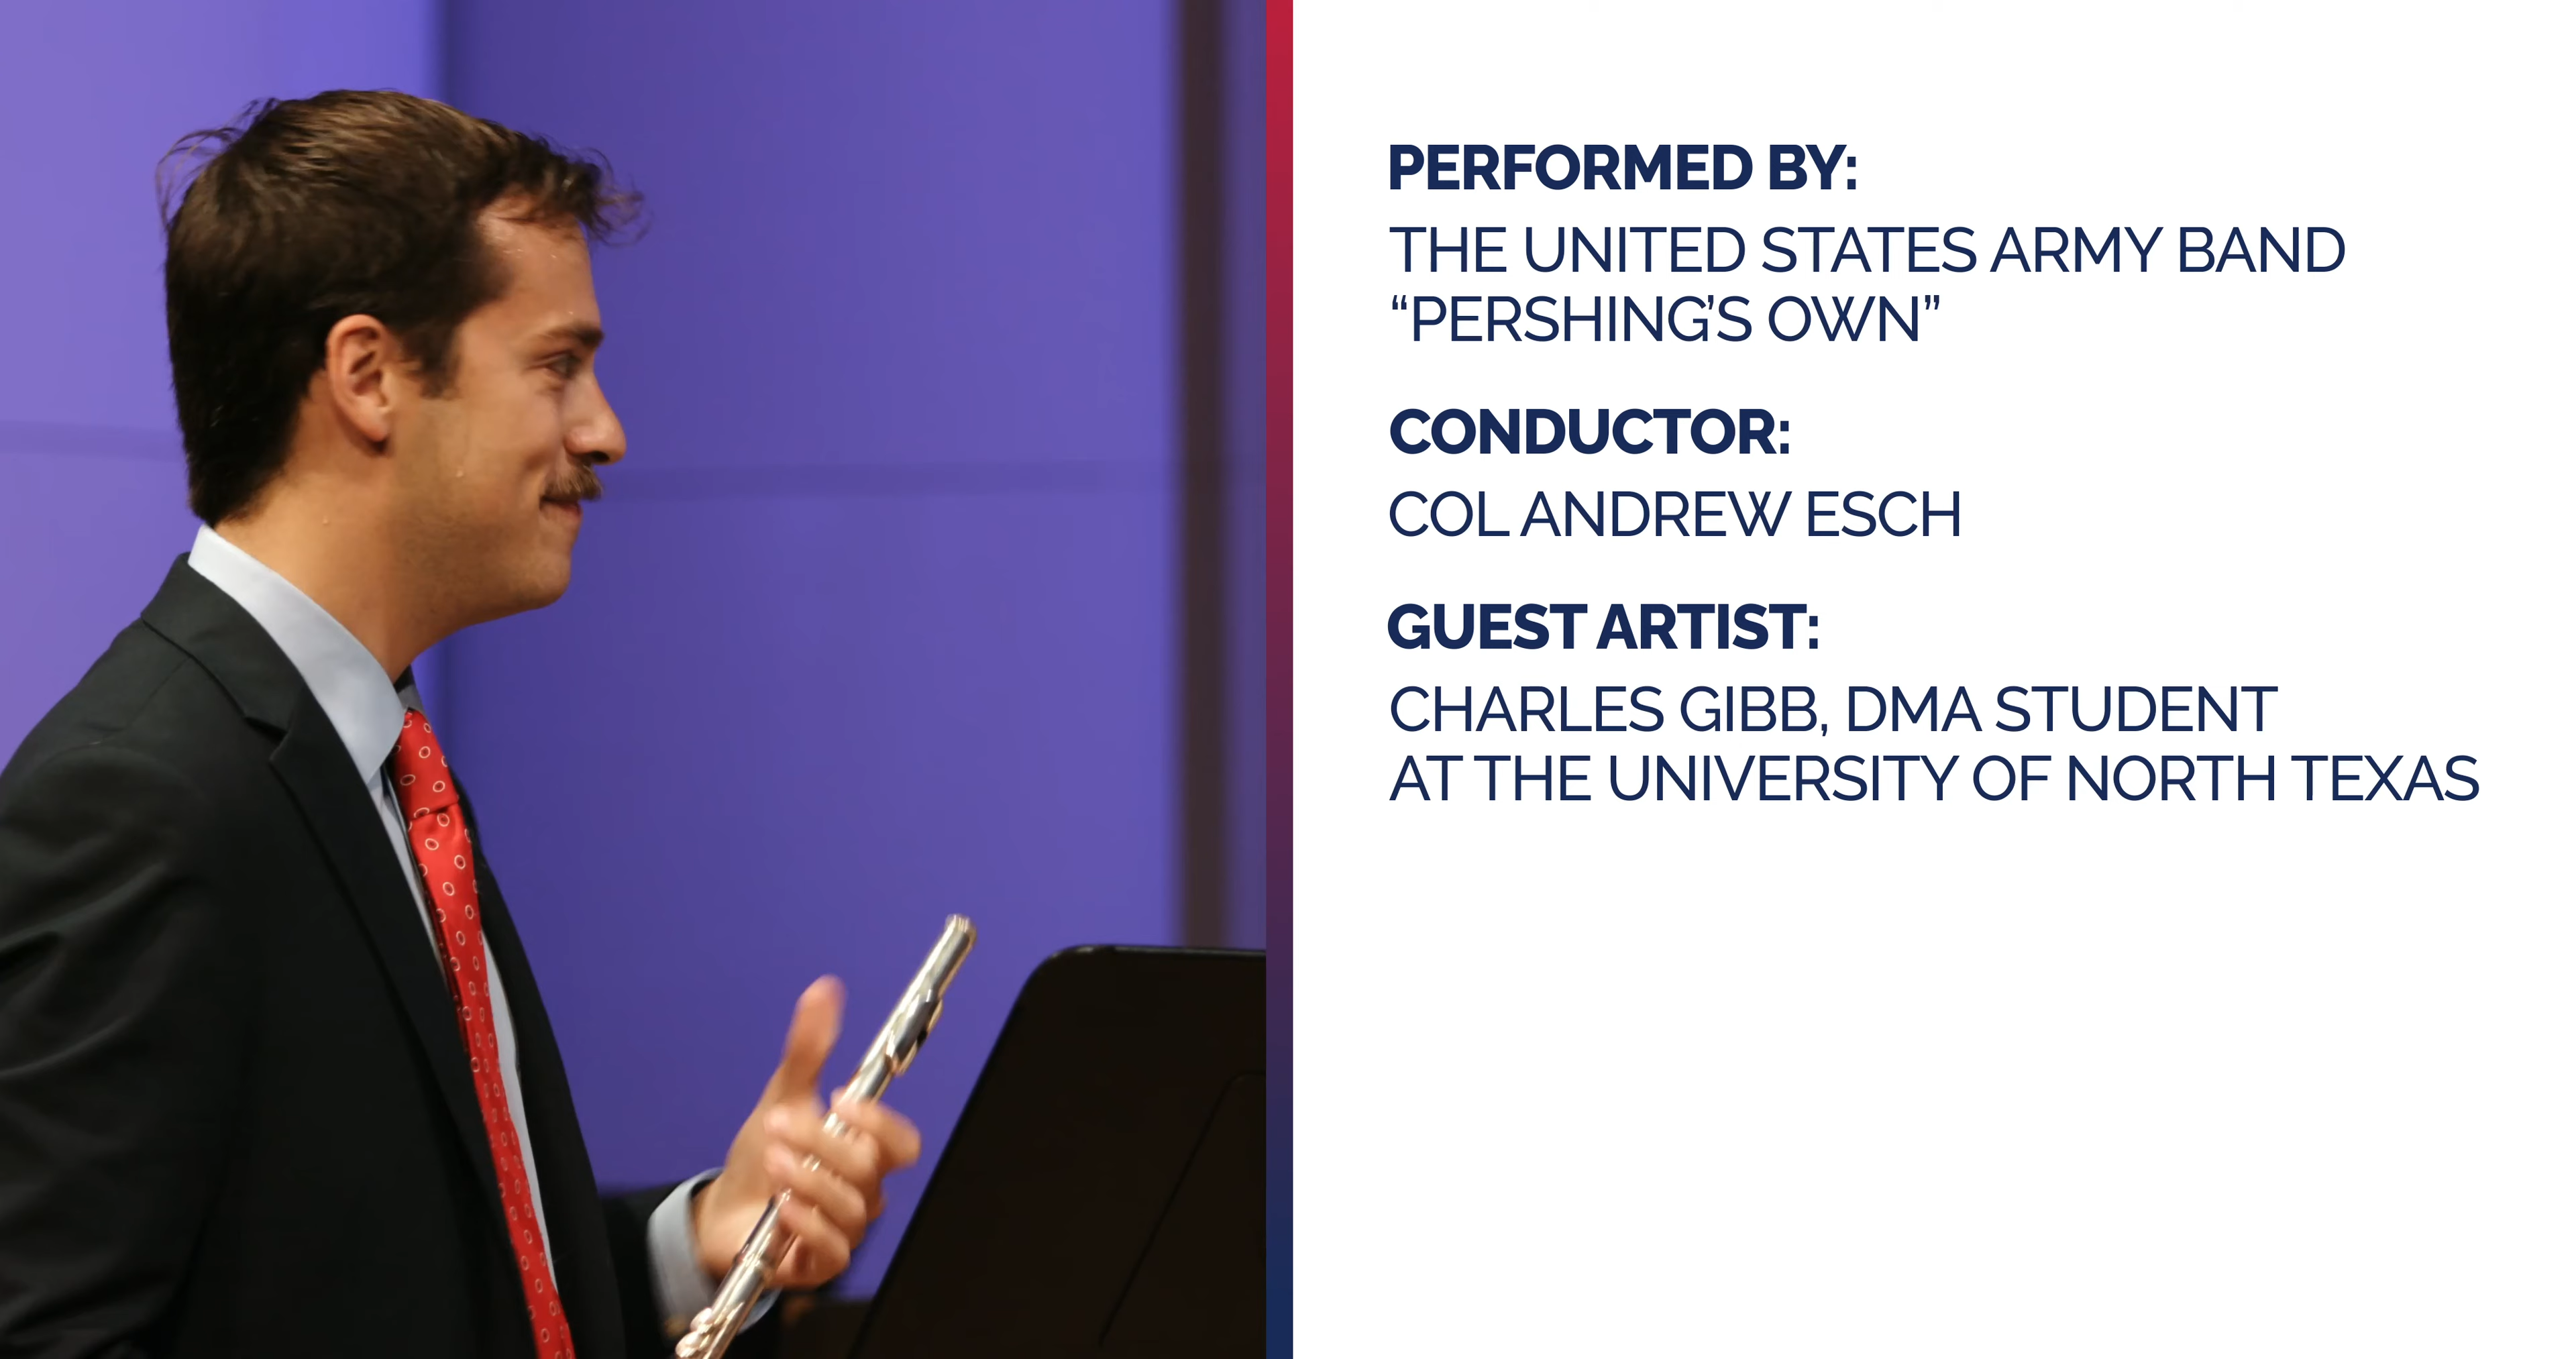 PERFORMED BY:
THE UNITED STATES ARMY BAND
“PERSHING’S OWN”
CONDUCTOR:
COL ANDREW ESCH
GUEST ARTIST:
CHARLES GIBB, DMA STUDENT
AT THE UNIVERSITY OF NORTH TEXAS